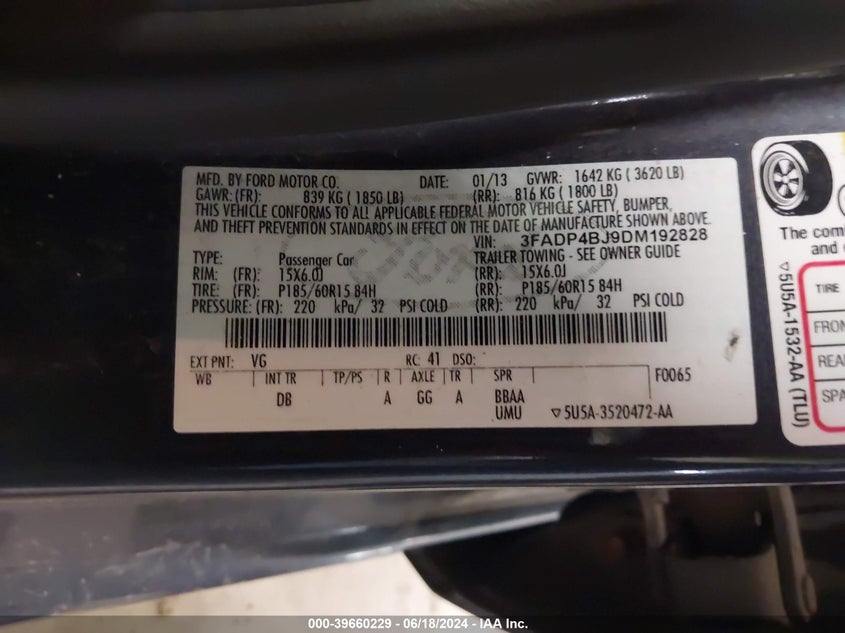 MFD. BY FORD MOTOR CO. DATE: 01/13 GVWR: 1642 KG ( 3620 LB)
GAWR: (FR): 839 KG ( 1850 LB) (RR): 816 KG ( 1800 LB)
THIS VEHICLE CONFORMS TO ALL APPLICABLE FEDERAL MOTOR VEHICLE SAFETY, BUMPER,
AND THEFT PREVENTION STANDARDS IN EFFECT ON THE DATE OF MANUFACTURE SHOWN ABOVE.
VIN: 3FADP4BJ9DM192828
TYPE: Passenger Car TRAILER TOWING - SEE OWNER GUIDE
RIM: (FR): 15X6.0J (RR): 15X6.0J
TIRE: (FR): P185/60R15 84H (RR): P185/60R15 84H
PRESSURE: (FR): 220 kPa/ 32 PSI COLD (RR): 220 kPa/ 32 PSI COLD
EXT PNT: VG RC: 41 DSO:
WB INT TR TP/PS R AXLE TR SPR F0065
DB A GG A BBAA
UMU ▽5U5A-3520472-AA
▽5U5A-1532-AA (TLU)
The com
and
TIRE
FRON
REA
SPA
000-39660229 - 06/18/2024 - IAA Inc.